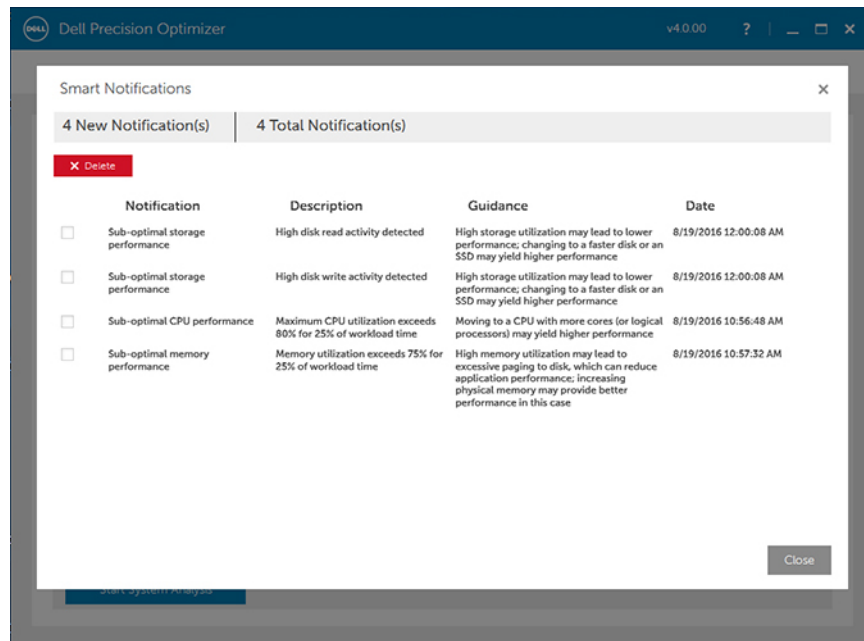 DELL Dell Precision Optimizer v4.0.00 ?
Smart Notifications
4 New Notification(s) 4 Total Notification(s)
Delete
Notification Description Guidance Date
Sub-optimal storage performance High disk read activity detected High storage utilization may lead to lower performance; changing to a faster disk or an SSD may yield higher performance 8/19/2016 12:00:08 AM
Sub-optimal storage performance High disk write activity detected High storage utilization may lead to lower performance; changing to a faster disk or an SSD may yield higher performance 8/19/2016 12:00:08 AM
Sub-optimal CPU performance Maximum CPU utilization exceeds 80% for 25% of workload time Moving to a CPU with more cores (or logical processors) may yield higher performance 8/19/2016 10:56:48 AM
Sub-optimal memory performance Memory utilization exceeds 75% for 25% of workload time High memory utilization may lead to excessive paging to disk, which can reduce application performance; increasing physical memory may provide better performance in this case 8/19/2016 10:57:32 AM
Close
Start System Analysis